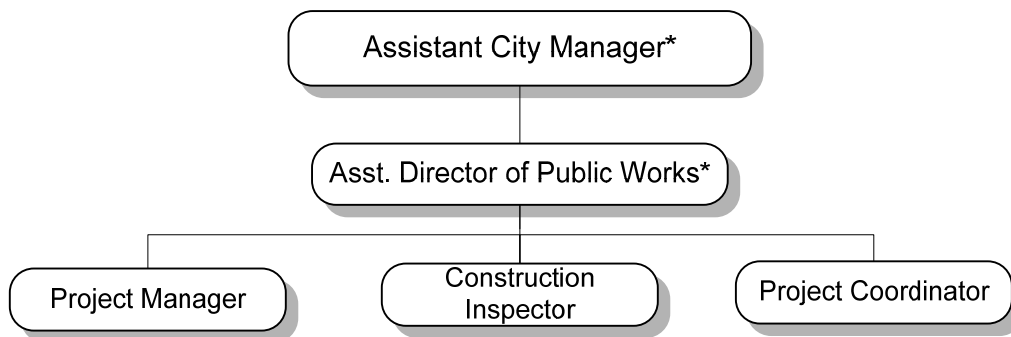 Assistant City Manager*
Asst. Director of Public Works*
Project Manager
Construction
Inspector
Project Coordinator